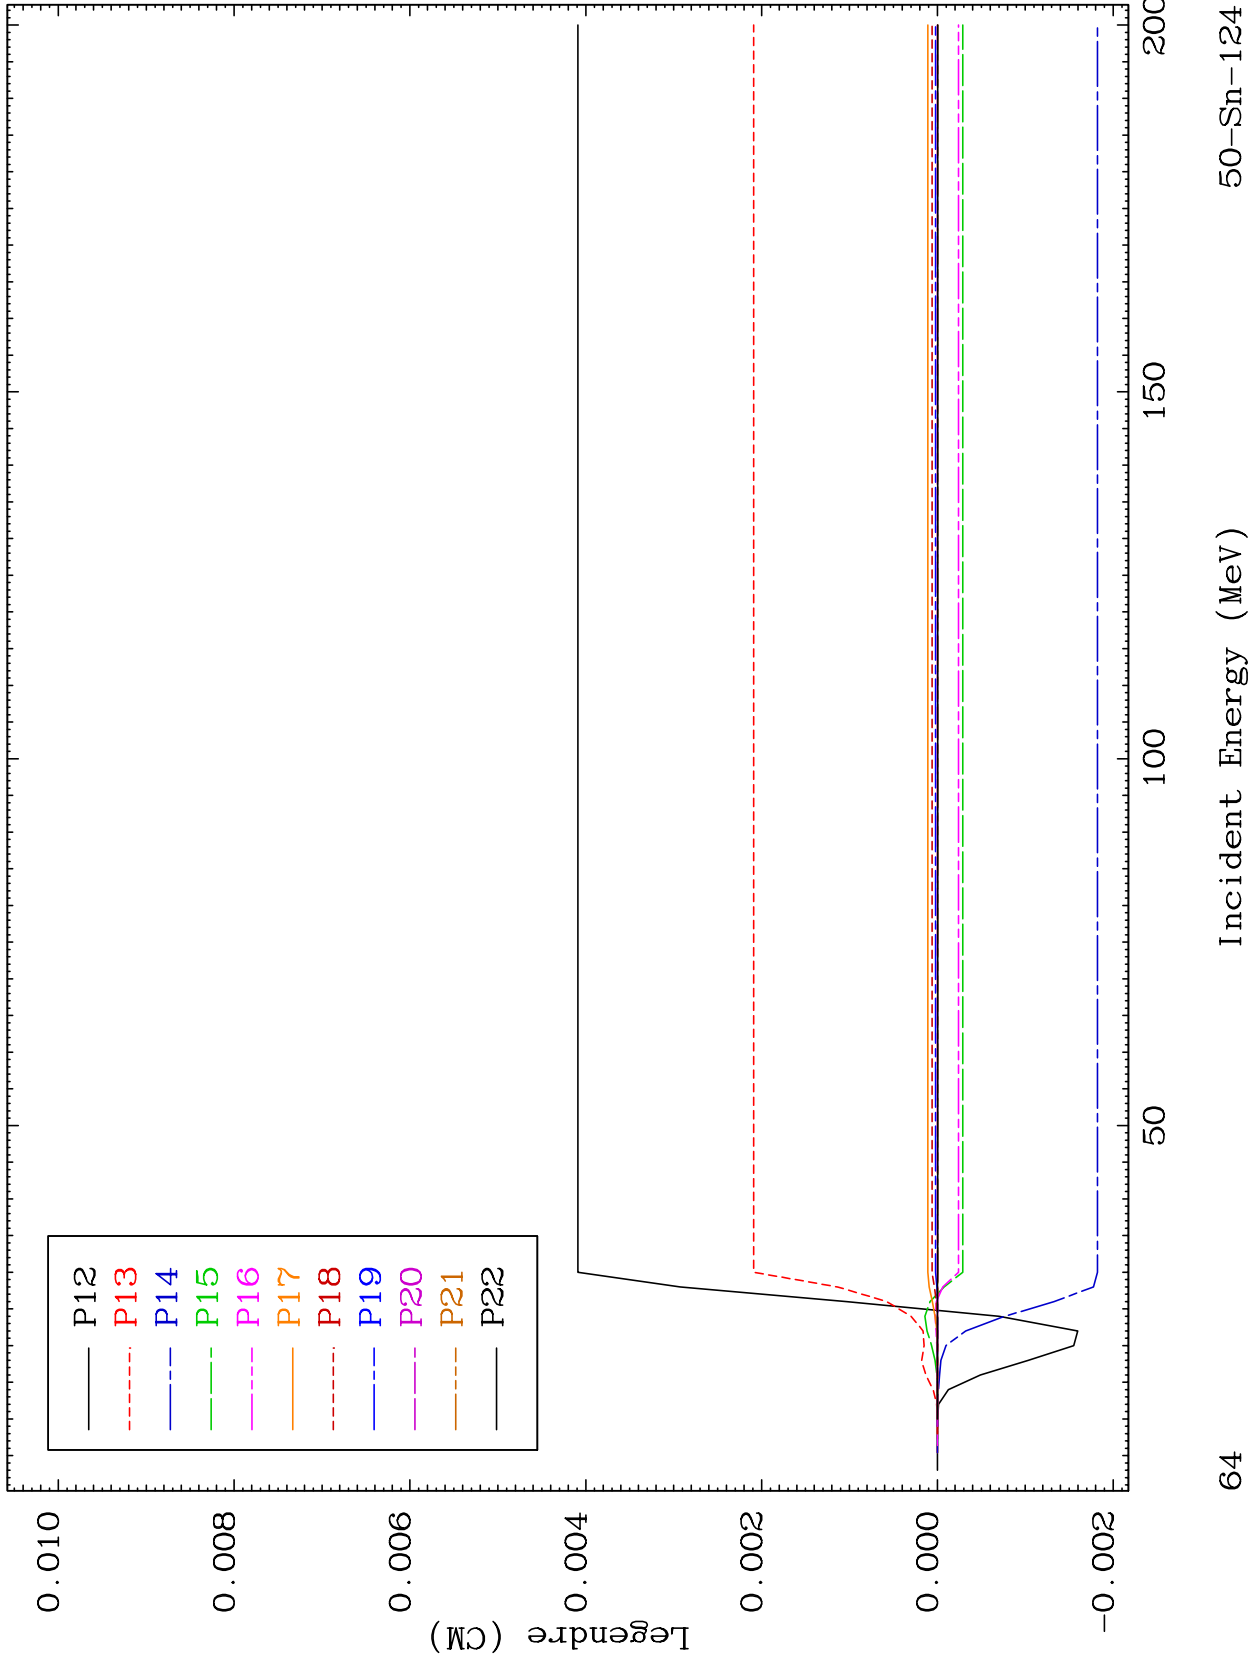 P12
P13
P14
P15
P16
P17
P18
P19
P20
P21
P22
0.010
0.008
0.006
0.004
0.002
0.000
-0.002
Legendre (CM)
50
100
150
200
64
Incident Energy (MeV)
50-Sn-124